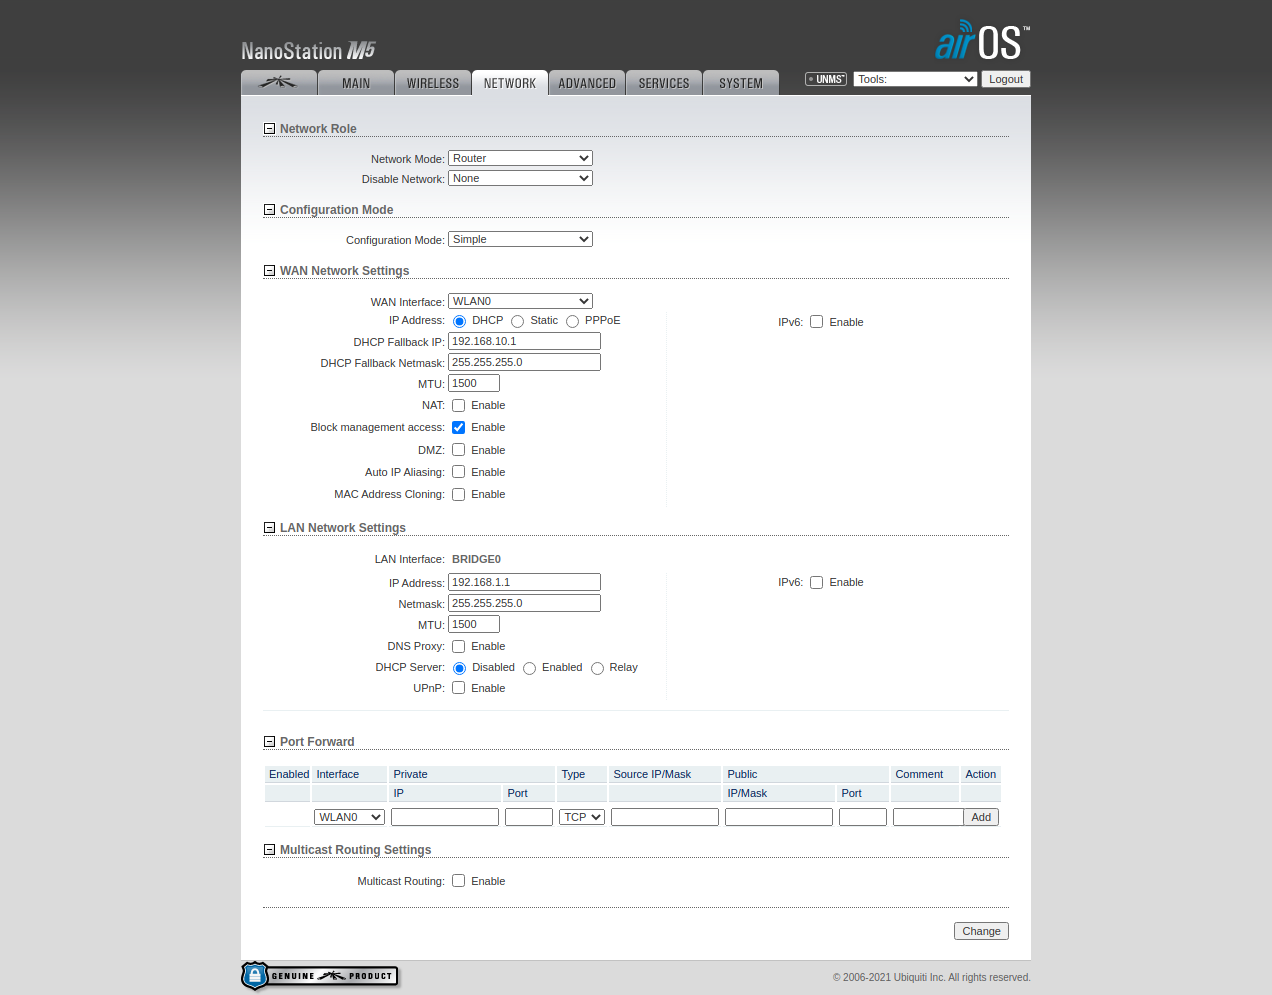 NanoStation M5
airOS™
MAIN WIRELESS NETWORK ADVANCED SERVICES SYSTEM UNMS Tools: Logout
Network Role
Network Mode: Router
Disable Network: None
Configuration Mode
Configuration Mode: Simple
WAN Network Settings
WAN Interface: WLAN0
IP Address: DHCP Static PPPoE IPv6: Enable
DHCP Fallback IP: 192.168.10.1
DHCP Fallback Netmask: 255.255.255.0
MTU: 1500
NAT: Enable
Block management access: Enable
DMZ: Enable
Auto IP Aliasing: Enable
MAC Address Cloning: Enable
LAN Network Settings
LAN Interface: BRIDGE0
IP Address: 192.168.1.1 IPv6: Enable
Netmask: 255.255.255.0
MTU: 1500
DNS Proxy: Enable
DHCP Server: Disabled Enabled Relay
UPnP: Enable
Port Forward
Enabled Interface Private Type Source IP/Mask Public Comment Action
IP Port IP/Mask Port
WLAN0 TCP Add
Multicast Routing Settings
Multicast Routing: Enable
Change
GENUINE PRODUCT
© 2006-2021 Ubiquiti Inc. All rights reserved.